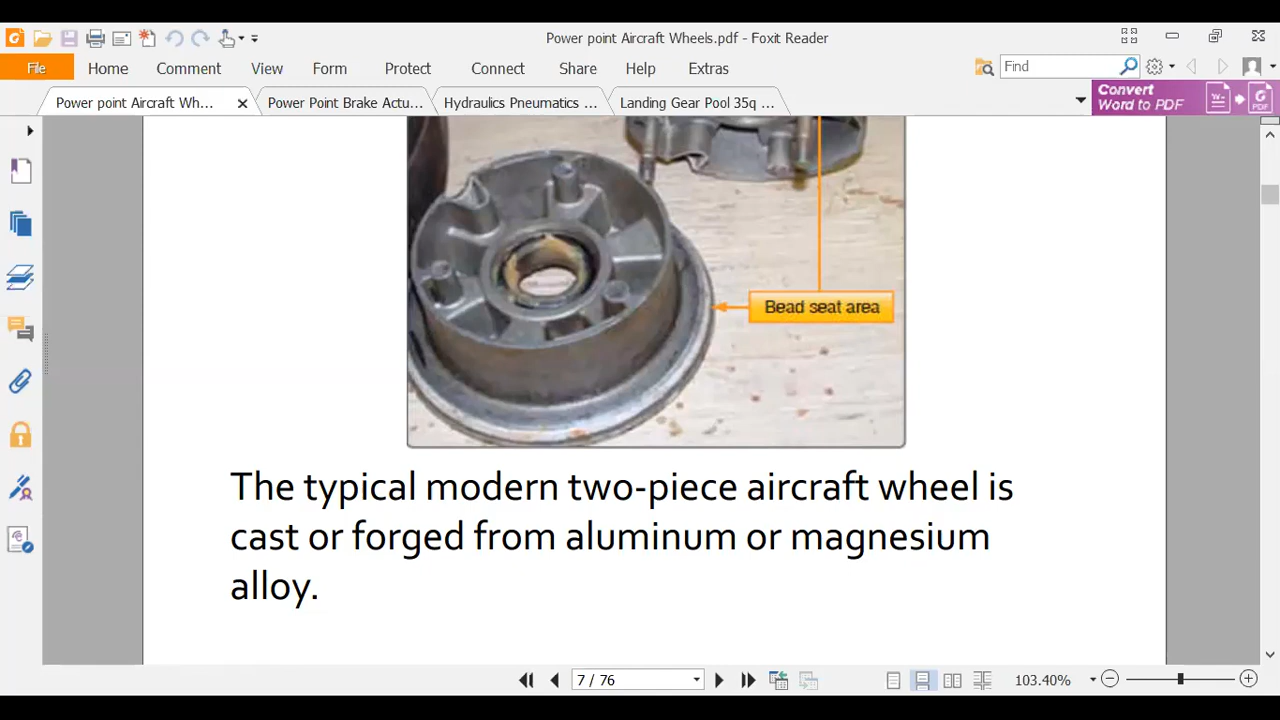 Power point Aircraft Wheels.pdf - Foxit Reader
File Home Comment View Form Protect Connect Share Help Extras Find
Power point Aircraft Wh... Power Point Brake Actu... Hydraulics Pneumatics ... Landing Gear Pool 35q ... Convert
Word to PDF
PDF
Bead seat area
The typical modern two-piece aircraft wheel is
cast or forged from aluminum or magnesium
alloy.
7 / 76 103.40%